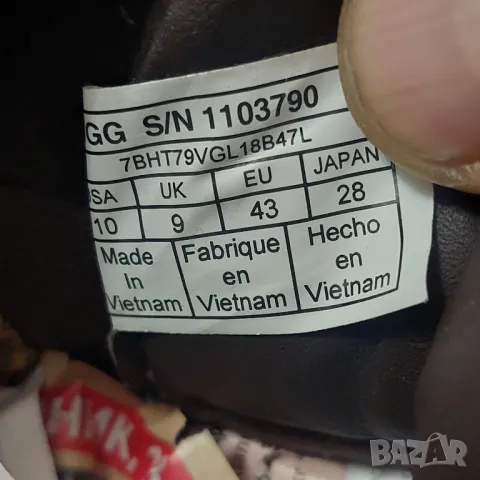 GG S/N 1103790
7BHT79VGL18B47L
SA UK EU JAPAN
10 9 43 28
Made Fabrique Hecho
In en en
Vietnam Vietnam Vietnam
BAZAR